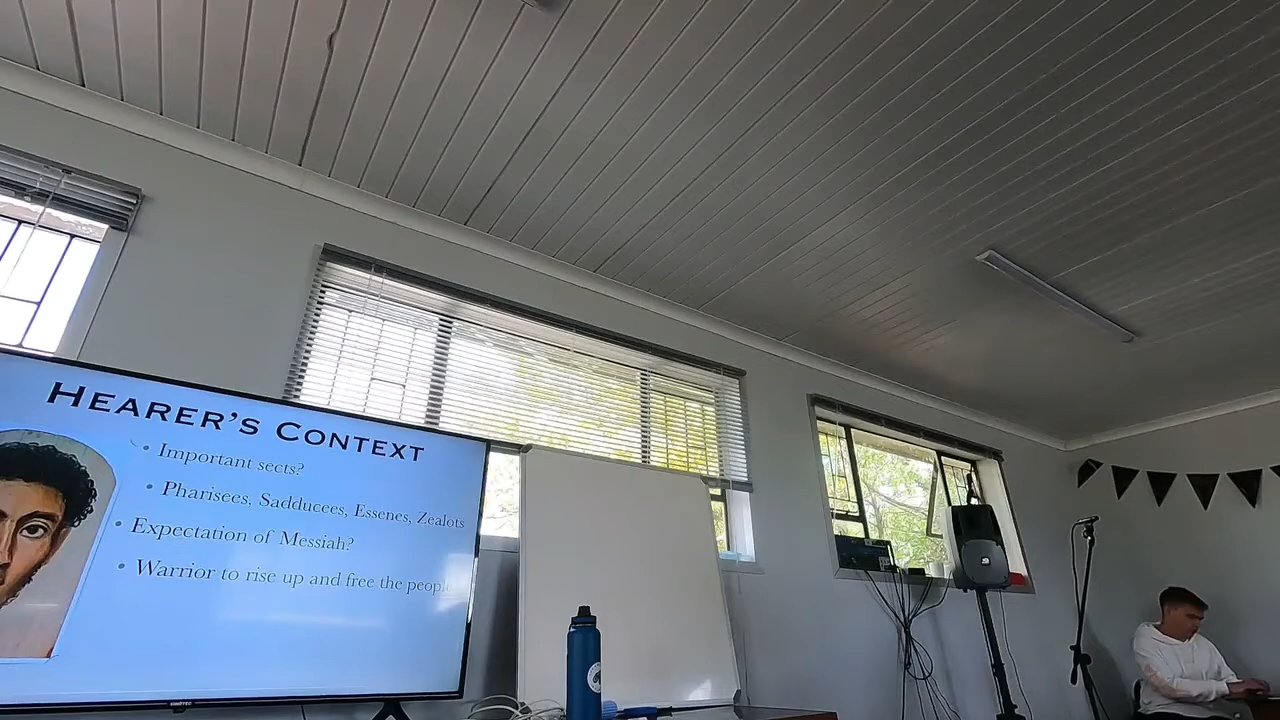 HEARER'S CONTEXT
• Important sects?
• Pharisees, Sadducees, Essenes, Zealots
• Expectation of Messiah?
• Warrior to rise up and free the people